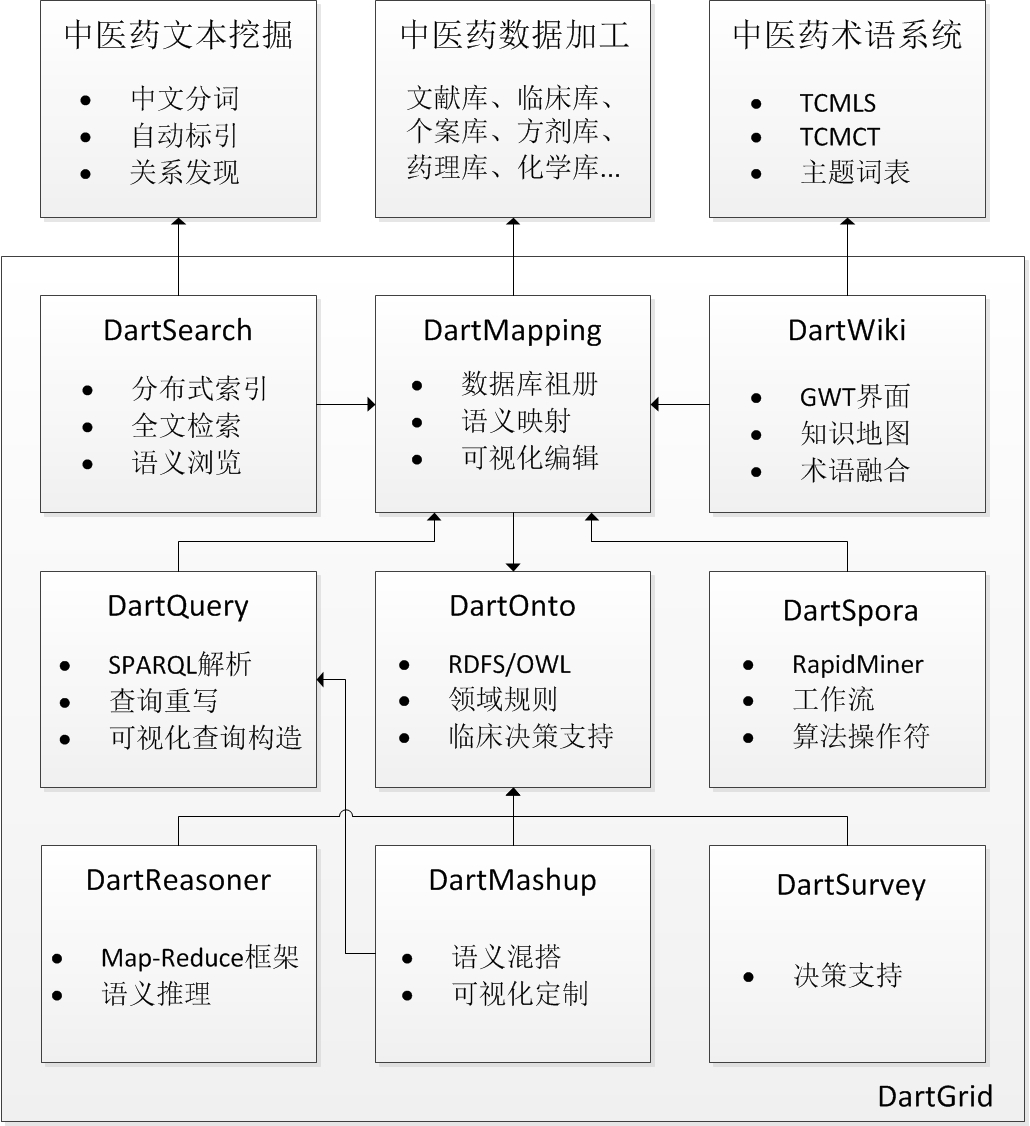 中医药文本挖掘
● 中文分词
● 自动标引
● 关系发现
中医药数据加工
文献库、临床库、
个案库、方剂库、
药理库、化学库...
中医药术语系统
● TCMLS
● TCMCT
● 主题词表
DartSearch
● 分布式索引
● 全文检索
● 语义浏览
DartMapping
● 数据库祖册
● 语义映射
● 可视化编辑
DartWiki
● GWT界面
● 知识地图
● 术语融合
DartQuery
● SPARQL解析
● 查询重写
● 可视化查询构造
DartOnto
● RDFS/OWL
● 领域规则
● 临床决策支持
DartSpora
● RapidMiner
● 工作流
● 算法操作符
DartReasoner
● Map-Reduce框架
● 语义推理
DartMashup
● 语义混搭
● 可视化定制
DartSurvey
● 决策支持
DartGrid